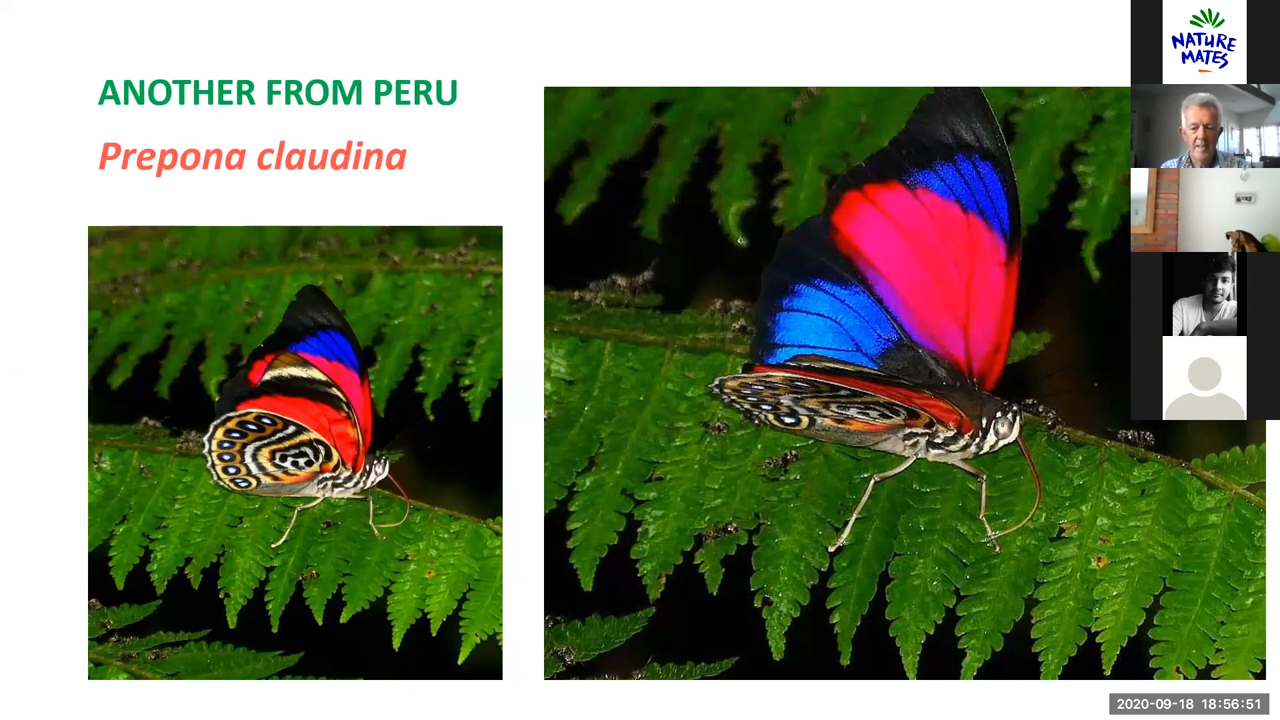 ANOTHER FROM PERU
Prepona claudina
NATURE
MATES
2020-09-18 18:56:51